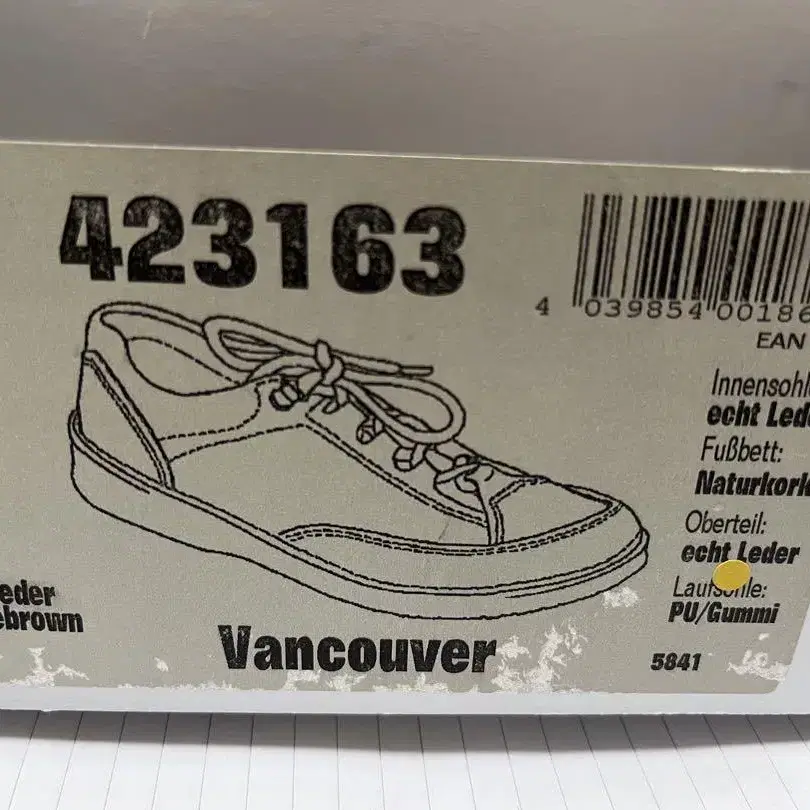 423163
4 039854 00186
EAN
Innensohl
echt Led
Fußbett:
Naturkork
Oberteil:
echt Leder
Laufsohle:
PU/Gummi
5841
eder
ebrown
Vancouver